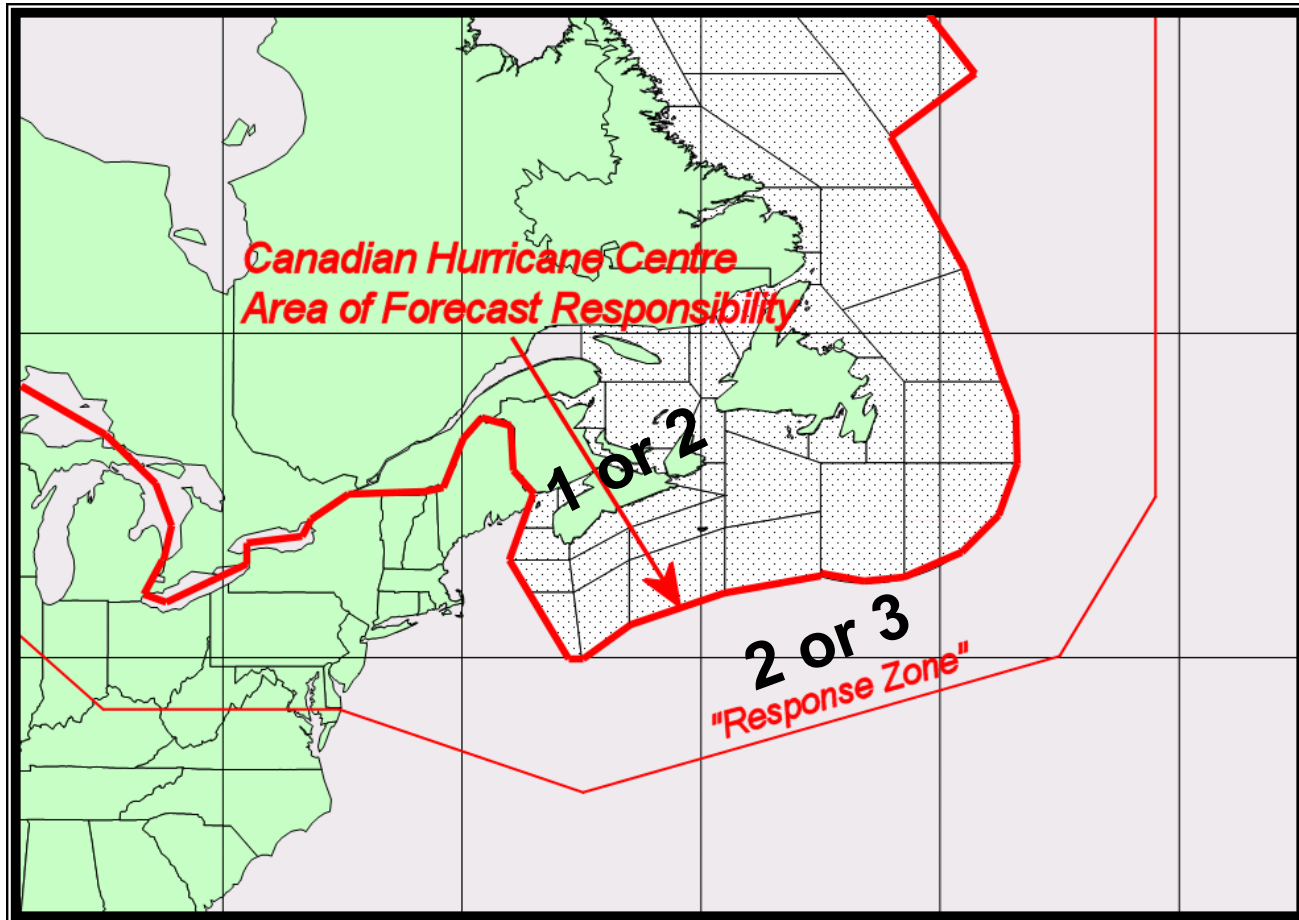 Canadian Hurricane Centre
Area of Forecast Responsibility
1 or 2
2 or 3
"Response Zone"